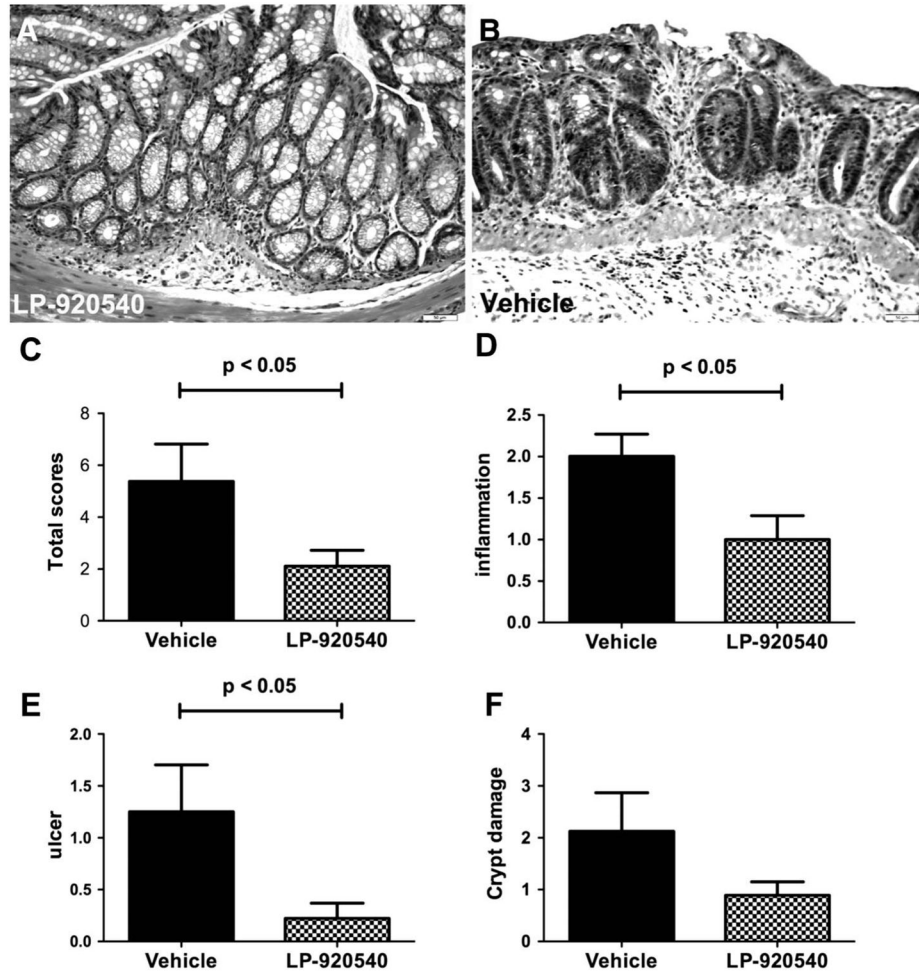 A
B
LP-920540
Vehicle
C
D
p < 0.05
p < 0.05
Total scores
8
6
4
2
0
Vehicle
LP-920540
inflammation
2.5
2.0
1.5
1.0
0.5
0.0
Vehicle
LP-920540
E
F
p < 0.05
ulcer
2.0
1.5
1.0
0.5
0.0
Vehicle
LP-920540
Crypt damage
4
3
2
1
0
Vehicle
LP-920540